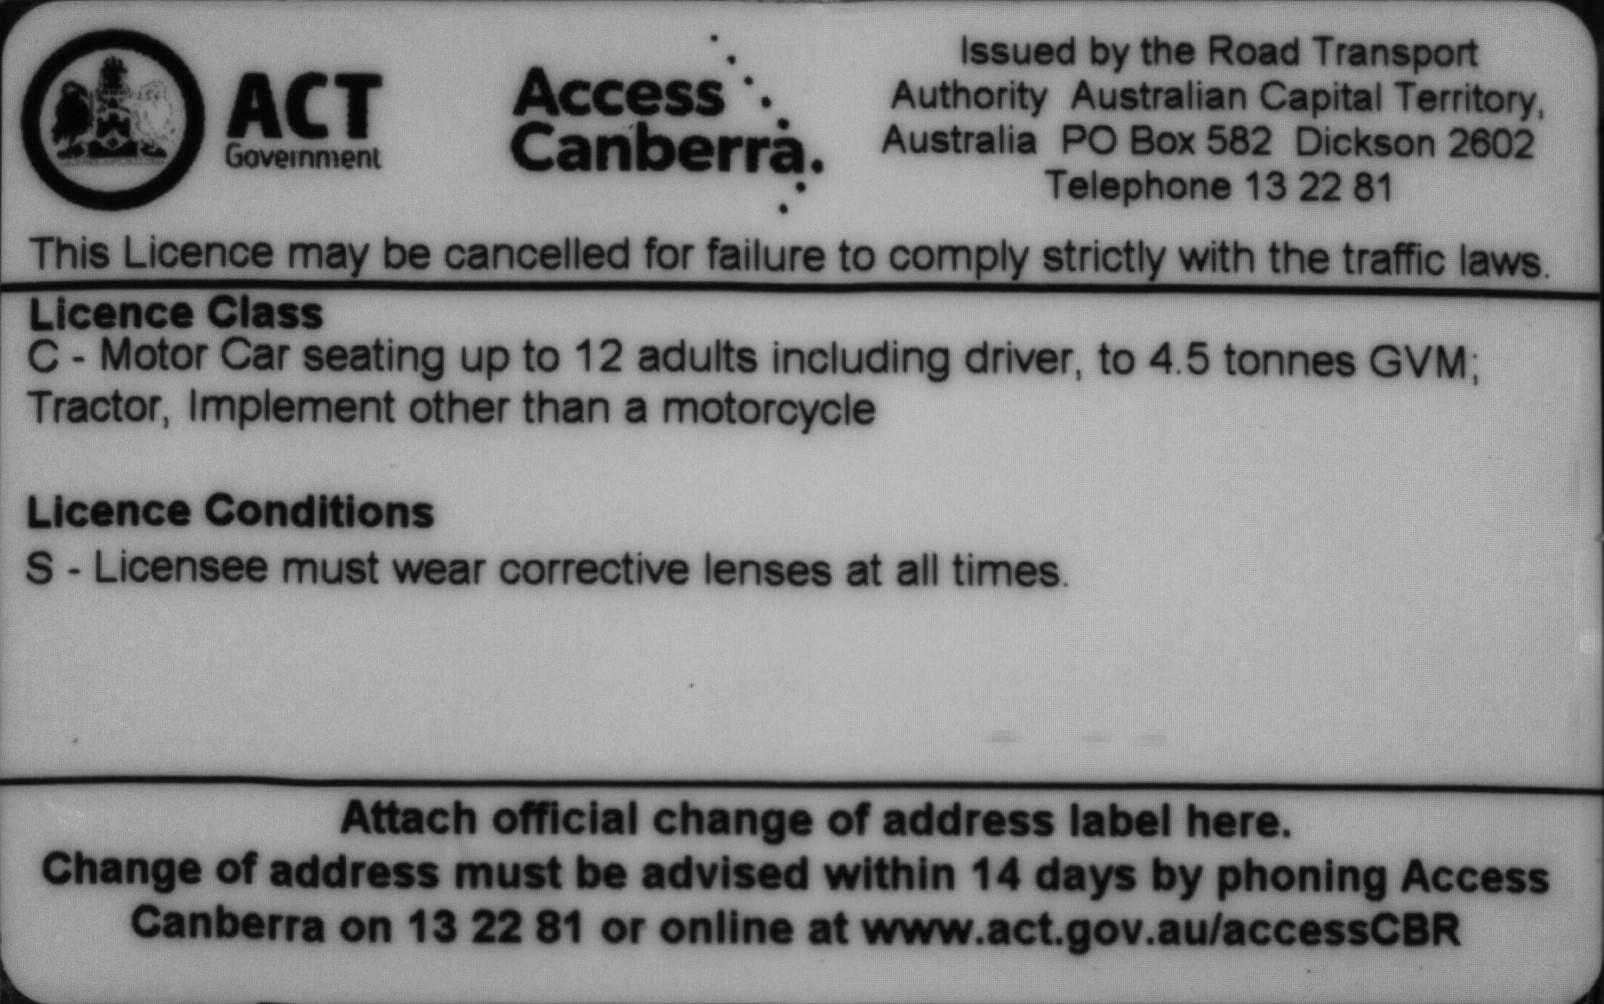 ACT
Government
Access
Canberra.
Issued by the Road Transport
Authority Australian Capital Territory,
Australia PO Box 582 Dickson 2602
Telephone 13 22 81
This Licence may be cancelled for failure to comply strictly with the traffic laws.
Licence Class
C - Motor Car seating up to 12 adults including driver, to 4.5 tonnes GVM;
Tractor, Implement other than a motorcycle
Licence Conditions
S - Licensee must wear corrective lenses at all times.
Attach official change of address label here.
Change of address must be advised within 14 days by phoning Access
Canberra on 13 22 81 or online at www.act.gov.au/accessCBR